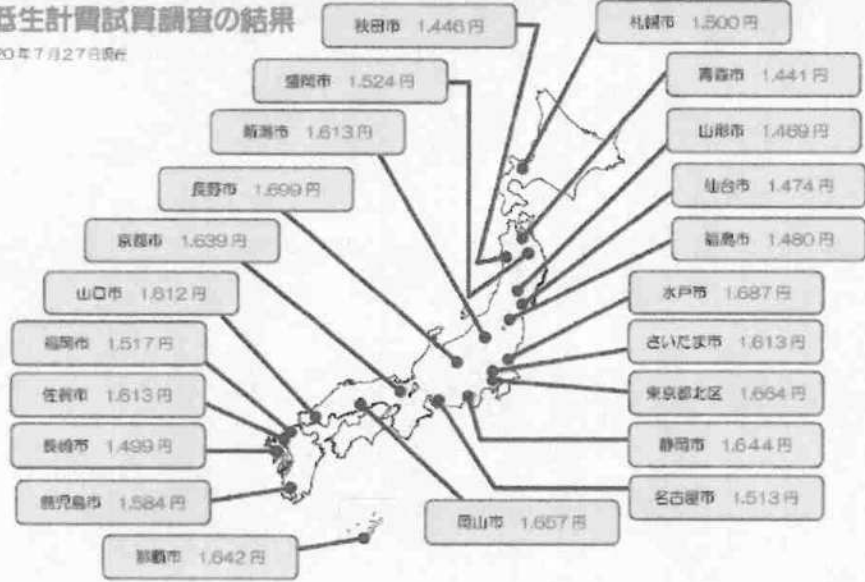 低生計費試算調査の結果
20年7月27日現在
秋田市 1.446円
札幌市 1.500円
盛岡市 1.524円
青森市 1.441円
新潟市 1.613円
山形市 1.469円
長野市 1.699円
仙台市 1.474円
京都市 1.639円
福島市 1.480円
山口市 1.612円
水戸市 1.687円
福岡市 1.517円
さいたま市 1.613円
佐賀市 1.613円
東京都北区 1.664円
長崎市 1.499円
静岡市 1.644円
鹿児島市 1.584円
名古屋市 1.513円
岡山市 1.657円
那覇市 1.642円